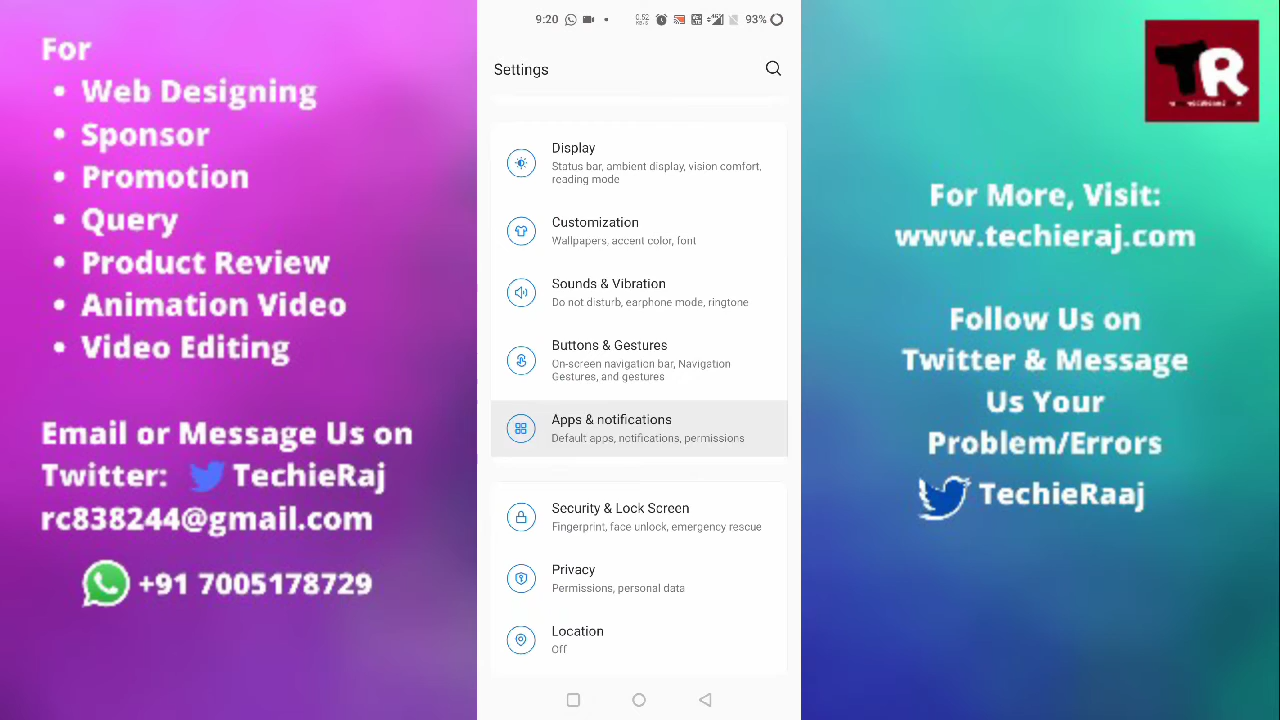 For
• Web Designing
• Sponsor
• Promotion
• Query
• Product Review
• Animation Video
• Video Editing
Email or Message Us on
Twitter: TechieRaj
rc838244@gmail.com
+91 7005178729
9:20
93%
Settings
Display
Status bar, ambient display, vision comfort,
reading mode
Customization
Wallpapers, accent color, font
Sounds & Vibration
Do not disturb, earphone mode, ringtone
Buttons & Gestures
On-screen navigation bar, Navigation
Gestures, and gestures
Apps & notifications
Default apps, notifications, permissions
Security & Lock Screen
Fingerprint, face unlock, emergency rescue
Privacy
Permissions, personal data
Location
Off
TR
For More, Visit:
www.techieraj.com
Follow Us on
Twitter & Message
Us Your
Problem/Errors
TechieRaaj